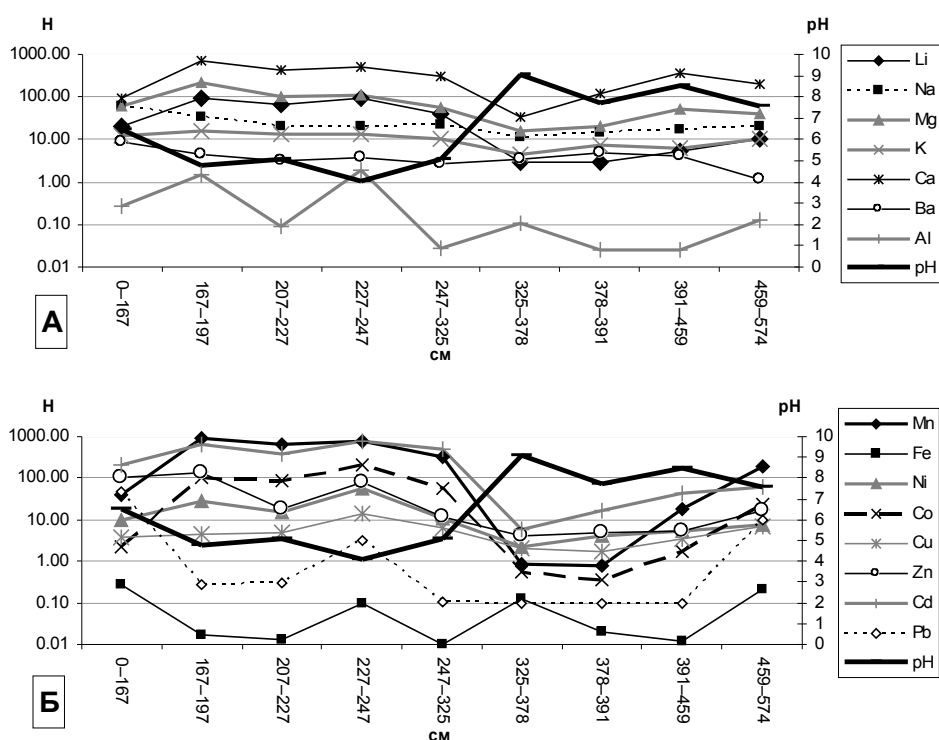 H pH
1000.00 10
100.00 9
10.00 8
1.00 7
0.10 6
0.01 5
4
3
2
1
0
0–167
167–197
207–227
227–247
247–325
325–378
378–391
391–459
459–574
см
А
Li
Na
Mg
K
Ca
Ba
Al
pH
H pH
1000.00 10
100.00 9
10.00 8
1.00 7
0.10 6
0.01 5
4
3
2
1
0
0–167
167–197
207–227
227–247
247–325
325–378
378–391
391–459
459–574
см
Б
Mn
Fe
Ni
Co
Cu
Zn
Cd
Pb
pH